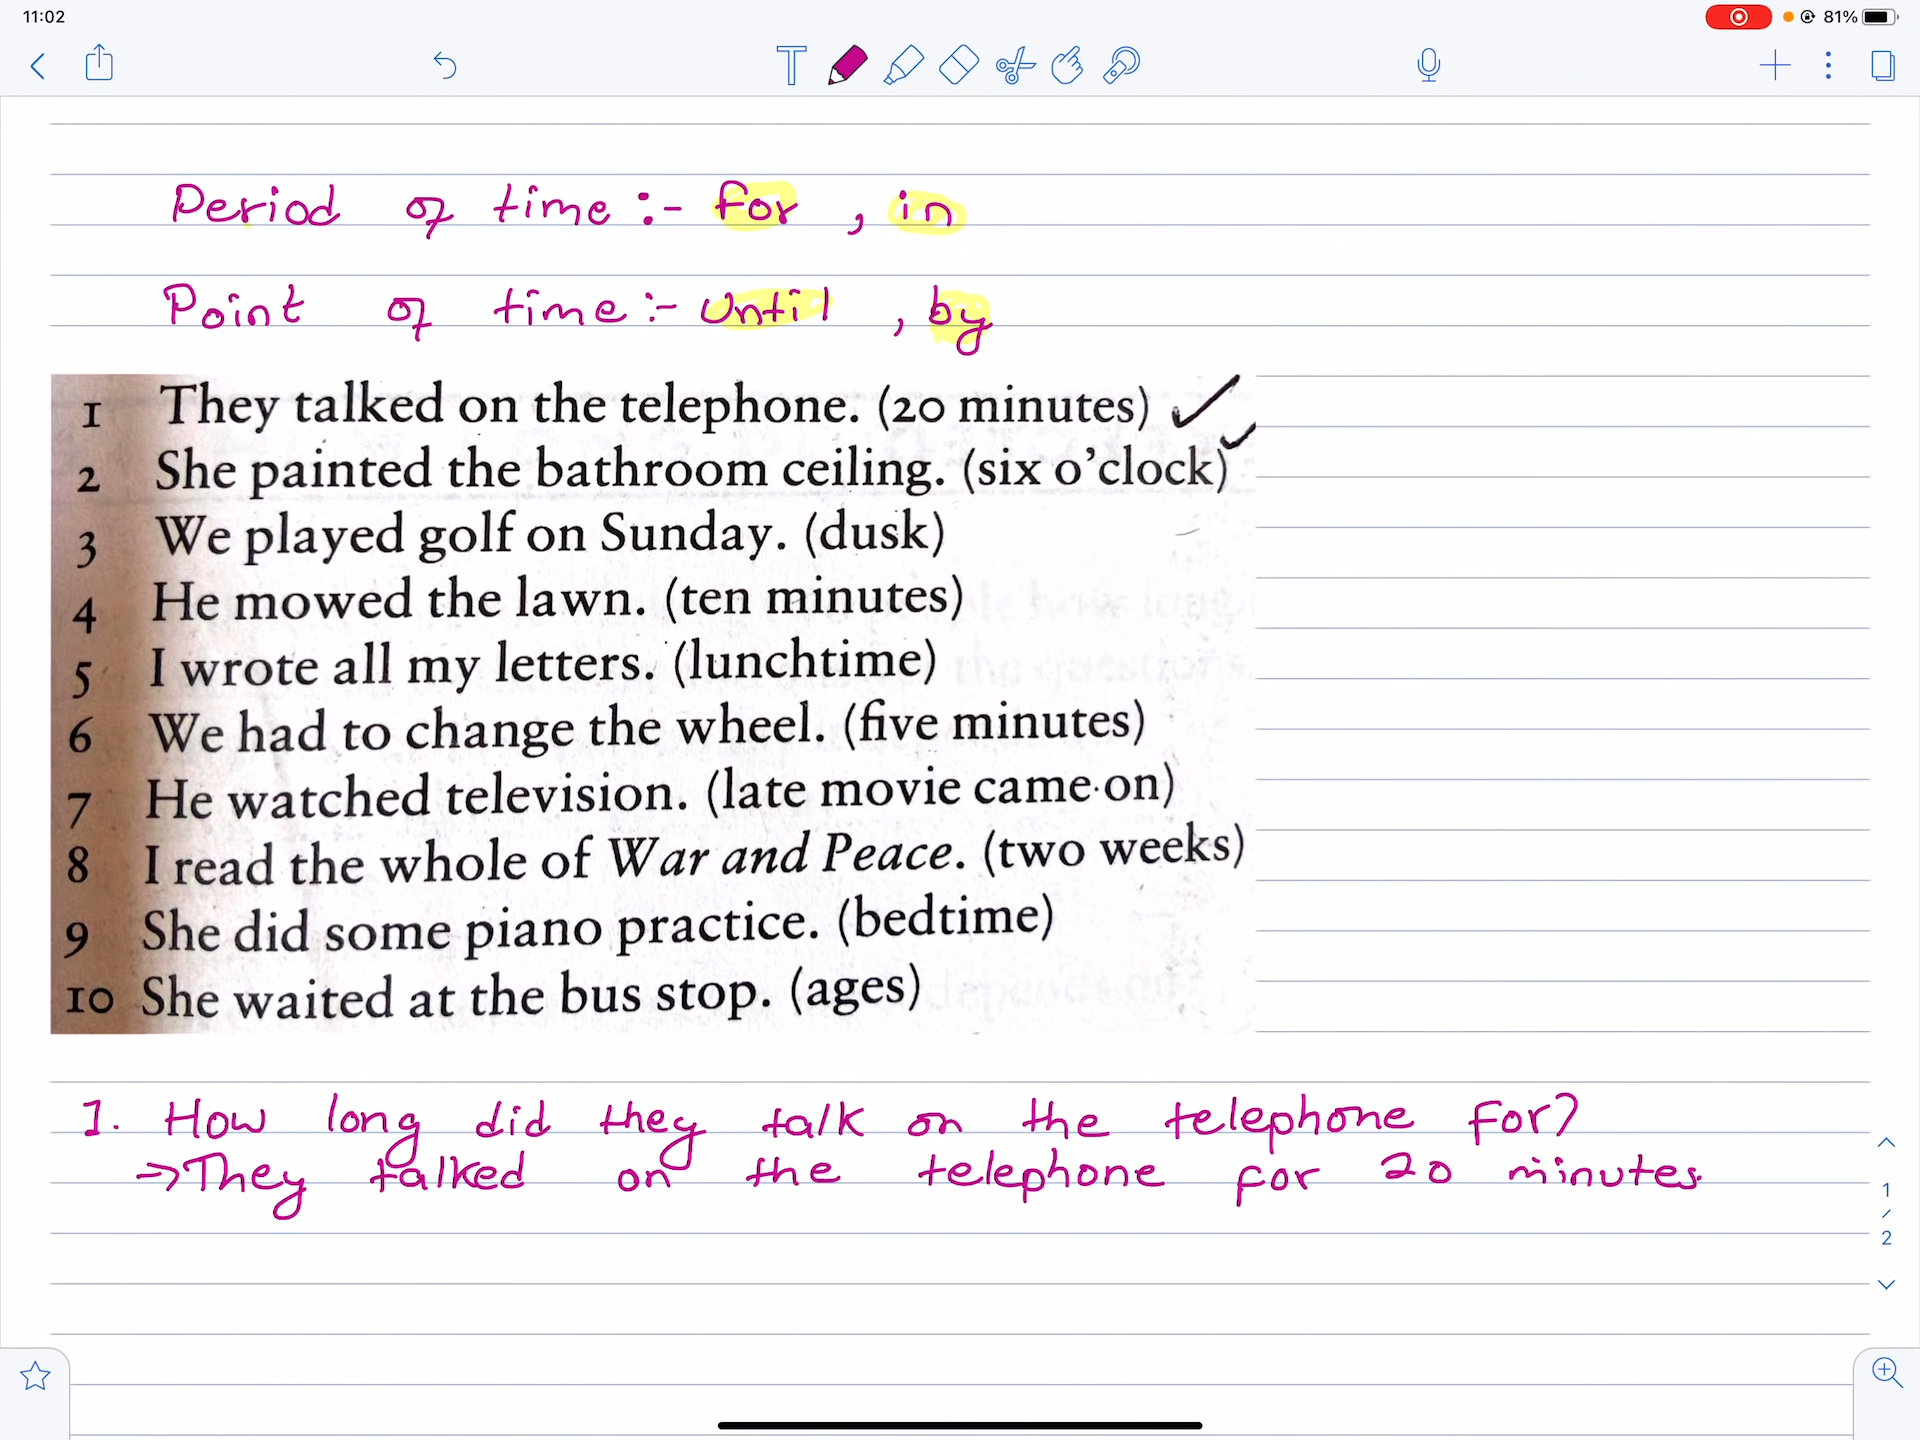 11:02
81%
Period of time :- for , in
Point of time :- Until , by
1 They talked on the telephone. (20 minutes)
2 She painted the bathroom ceiling. (six o'clock)
3 We played golf on Sunday. (dusk)
4 He mowed the lawn. (ten minutes)
5 I wrote all my letters. (lunchtime)
6 We had to change the wheel. (five minutes)
7 He watched television. (late movie came on)
8 I read the whole of War and Peace. (two weeks)
9 She did some piano practice. (bedtime)
10 She waited at the bus stop. (ages)
1. How long did they talk on the telephone for?
→They talked on the telephone for 20 minutes.
1
/
2